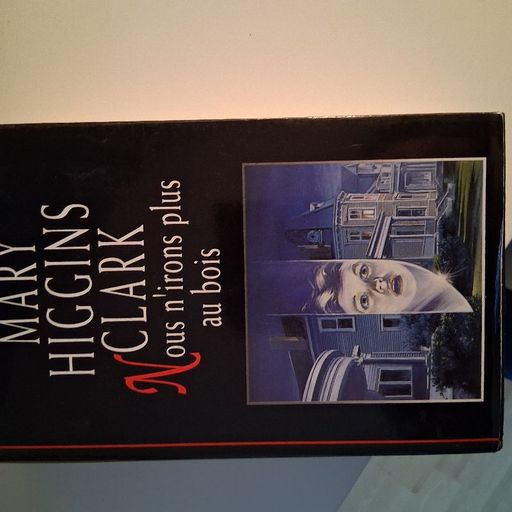 MARY
HIGGINS
CLARK
Nous n'irons plus
au bois